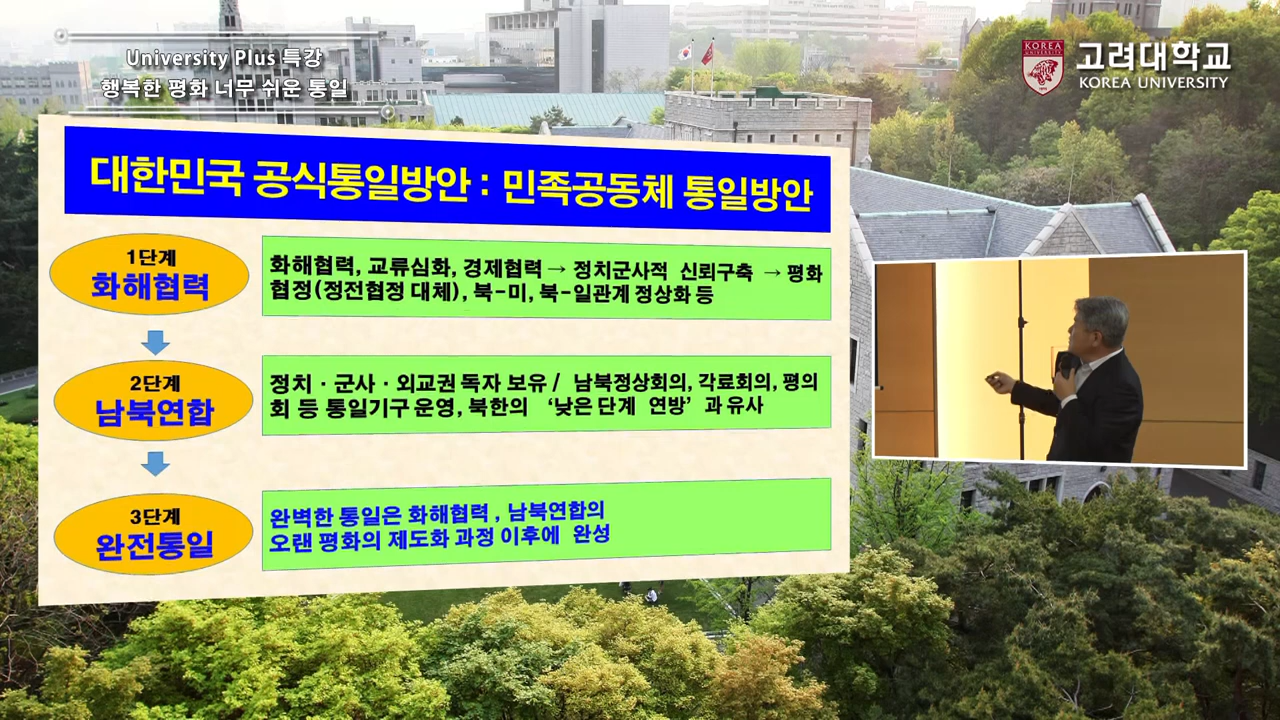 University Plus 특강
행복한 평화 너무 쉬운 통일
KOREA
UNIVERSITY
고려대학교
KOREA UNIVERSITY
대한민국 공식통일방안 : 민족공동체 통일방안
1단계
화해협력
화해협력, 교류심화, 경제협력→ 정치군사적 신뢰구축 → 평화
협정(정전협정 대체), 북-미, 북-일관계 정상화 등
2단계
남북연합
정치 · 군사 · 외교권 독자 보유 / 남북정상회의, 각료회의, 평의
회 등 통일기구 운영, 북한의 ‘낮은 단계 연방’ 과 유사
3단계
완전통일
완벽한 통일은 화해협력 , 남북연합의
오랜 평화의 제도화 과정 이후에 완성